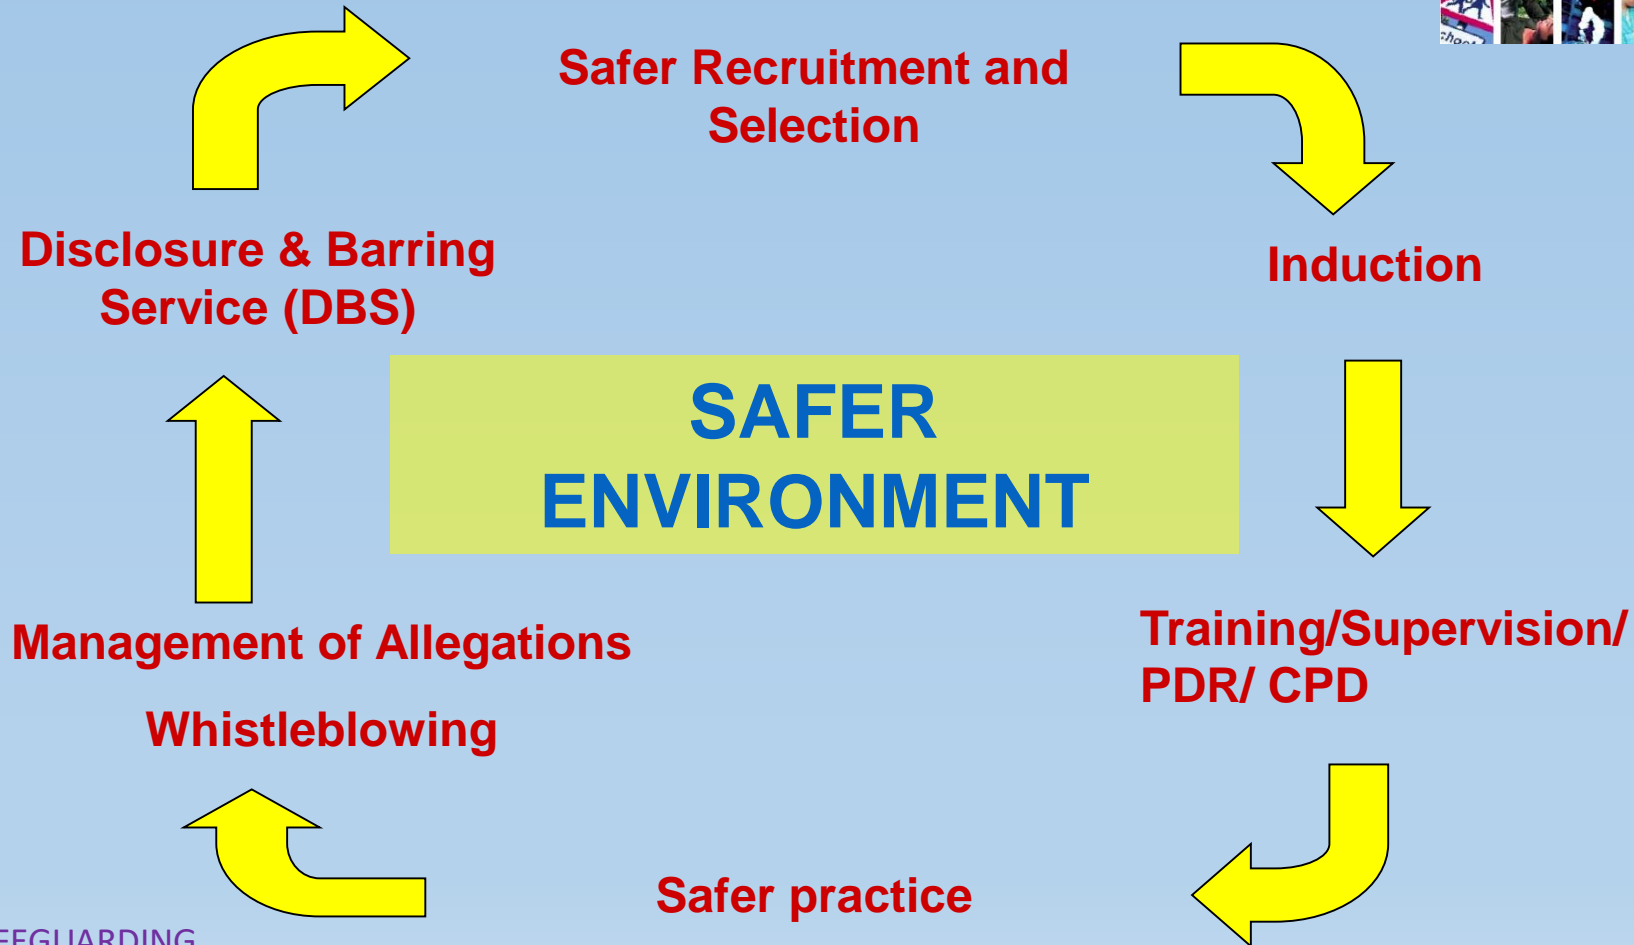 Safer Recruitment and
Selection
Disclosure & Barring
Service (DBS)
Induction
SAFER
ENVIRONMENT
Management of Allegations
Whistleblowing
Training/Supervision/
PDR/ CPD
Safer practice